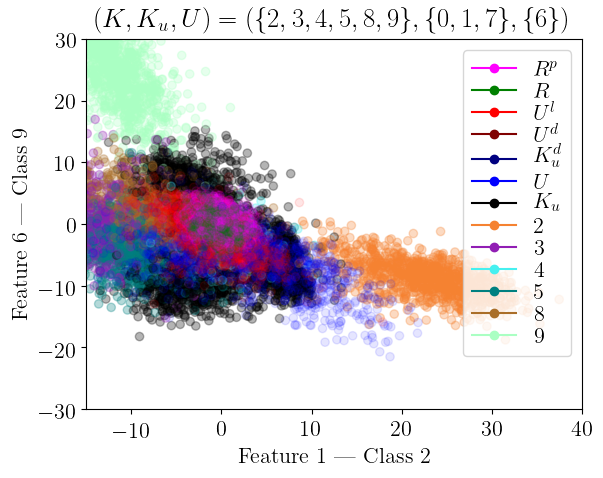 (K, K_u, U) = ({2, 3, 4, 5, 8, 9}, {0, 1, 7}, {6})
30
20
10
0
−10
−20
−30
Feature 6 — Class 9
R^p
R
U^l
U^d
K_u^d
U
K_u
2
3
4
5
8
9
−10
0
10
20
30
40
Feature 1 — Class 2